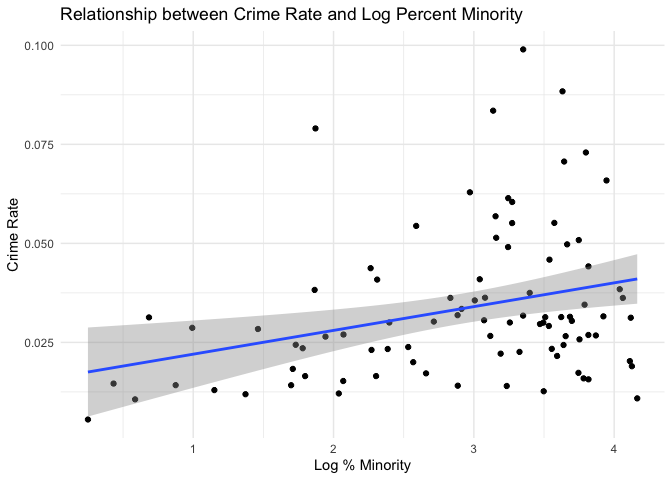 Relationship between Crime Rate and Log Percent Minority
0.100
0.075
0.050
0.025
Crime Rate
1 2 3 4
Log % Minority